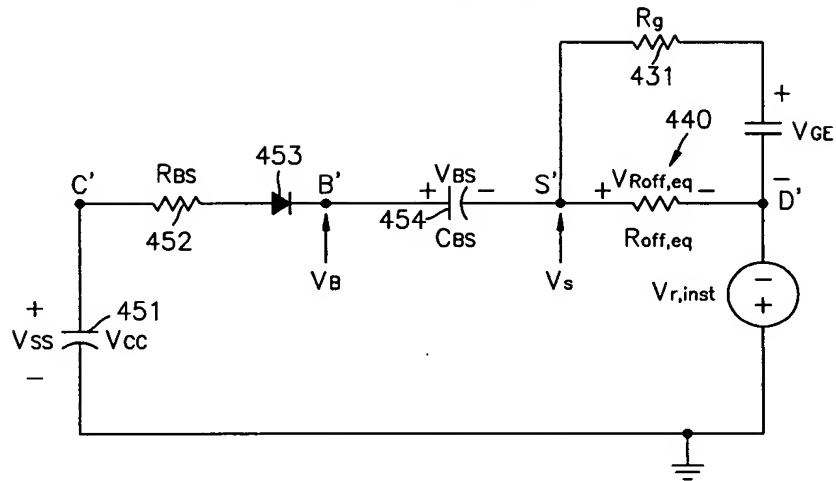 Rg
431
+
VGE
−
440
453
RBS
C'
B'
VBS
+
−
S'
+
VRoff,eq
−
D'
452
454
CBS
Roff,eq
VB
Vs
Vr,inst
−
+
451
+
VSS
VCC
−